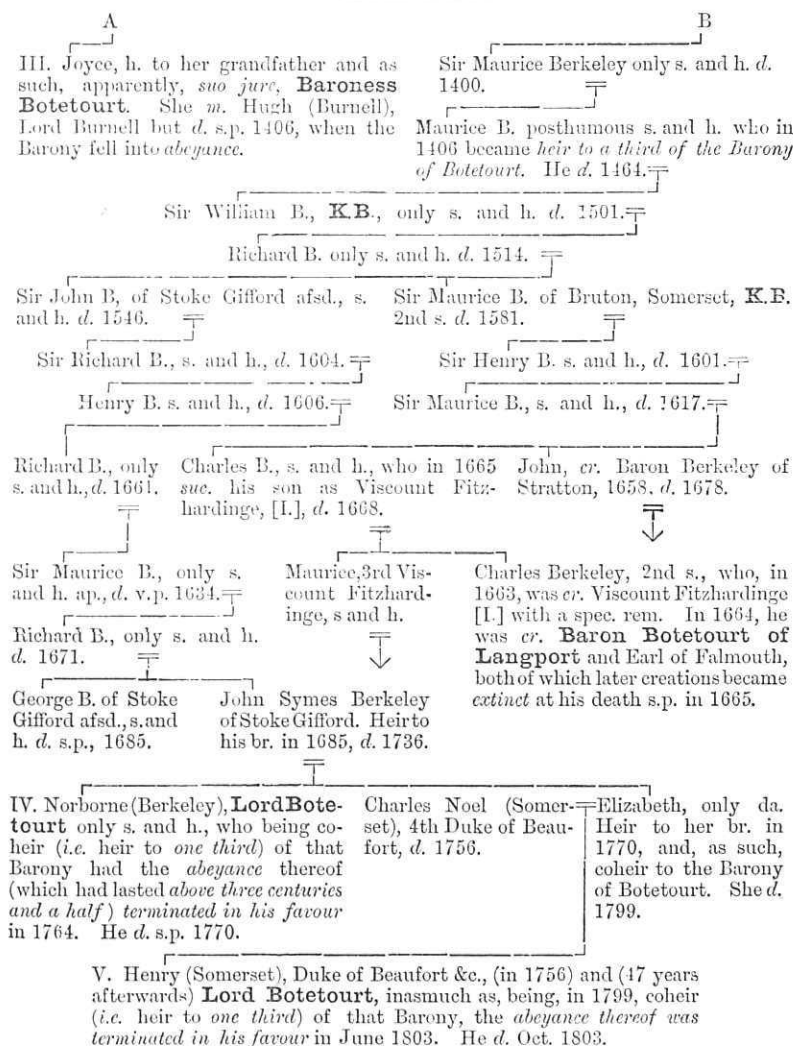 A
B
III. Joyce, h. to her grandfather and as
such, apparently, suo jure, Baroness
Botetourt. She m. Hugh (Burnell),
Lord Burnell but d. s.p. 1406, when the
Barony fell into abeyance.
Sir Maurice Berkeley only s. and h. d.
1400.
Maurice B. posthumous s. and h. who in
1406 became heir to a third of the Barony
of Botetourt. He d. 1464.
Sir William B., K.B., only s. and h. d. 1501.
Richard B. only s. and h. d. 1514.
Sir John B, of Stoke Gifford afsd., s.
and h. d. 1546.
Sir Maurice B. of Bruton, Somerset, K.B.
2nd s. d. 1581.
Sir Richard B., s. and h., d. 1604.
Sir Henry B. s. and h., d. 1601.
Henry B. s. and h., d. 1606.
Sir Maurice B., s. and h., d. 1617.
Richard B., only
s. and h., d. 1661.
Charles B., s. and h., who in 1665
suc. his son as Viscount Fitz-
hardinge, [I.], d. 1668.
John, cr. Baron Berkeley of
Stratton, 1658, d. 1678.
Sir Maurice B., only s.
and h. ap., d. v.p. 1634.
Richard B., only s. and h.
d. 1671.
Maurice, 3rd Vis-
count Fitzhard-
inge, s and h.
Charles Berkeley, 2nd s., who, in
1663, was cr. Viscount Fitzhardinge
[I.] with a spec. rem. In 1664, he
was cr. Baron Botetourt of
Langport and Earl of Falmouth,
both of which later creations became
extinct at his death s.p. in 1665.
George B. of Stoke
Gifford afsd., s. and
h. d. s.p., 1685.
John Symes Berkeley
of Stoke Gifford. Heir to
his br. in 1685, d. 1736.
IV. Norborne (Berkeley), Lord Bote-
tourt only s. and h., who being co-
heir (i.e. heir to one third) of that
Barony had the abeyance thereof
(which had lasted above three centuries
and a half) terminated in his favour
in 1764. He d. s.p. 1770.
Charles Noel (Somer-
set), 4th Duke of Beau-
fort, d. 1756.
Elizabeth, only da.
Heir to her br. in
1770, and, as such,
coheir to the Barony
of Botetourt. She d.
1799.
V. Henry (Somerset), Duke of Beaufort &c., (in 1756) and (47 years
afterwards) Lord Botetourt, inasmuch as, being, in 1799, coheir
(i.e. heir to one third) of that Barony, the abeyance thereof was
terminated in his favour in June 1803. He d. Oct. 1803.